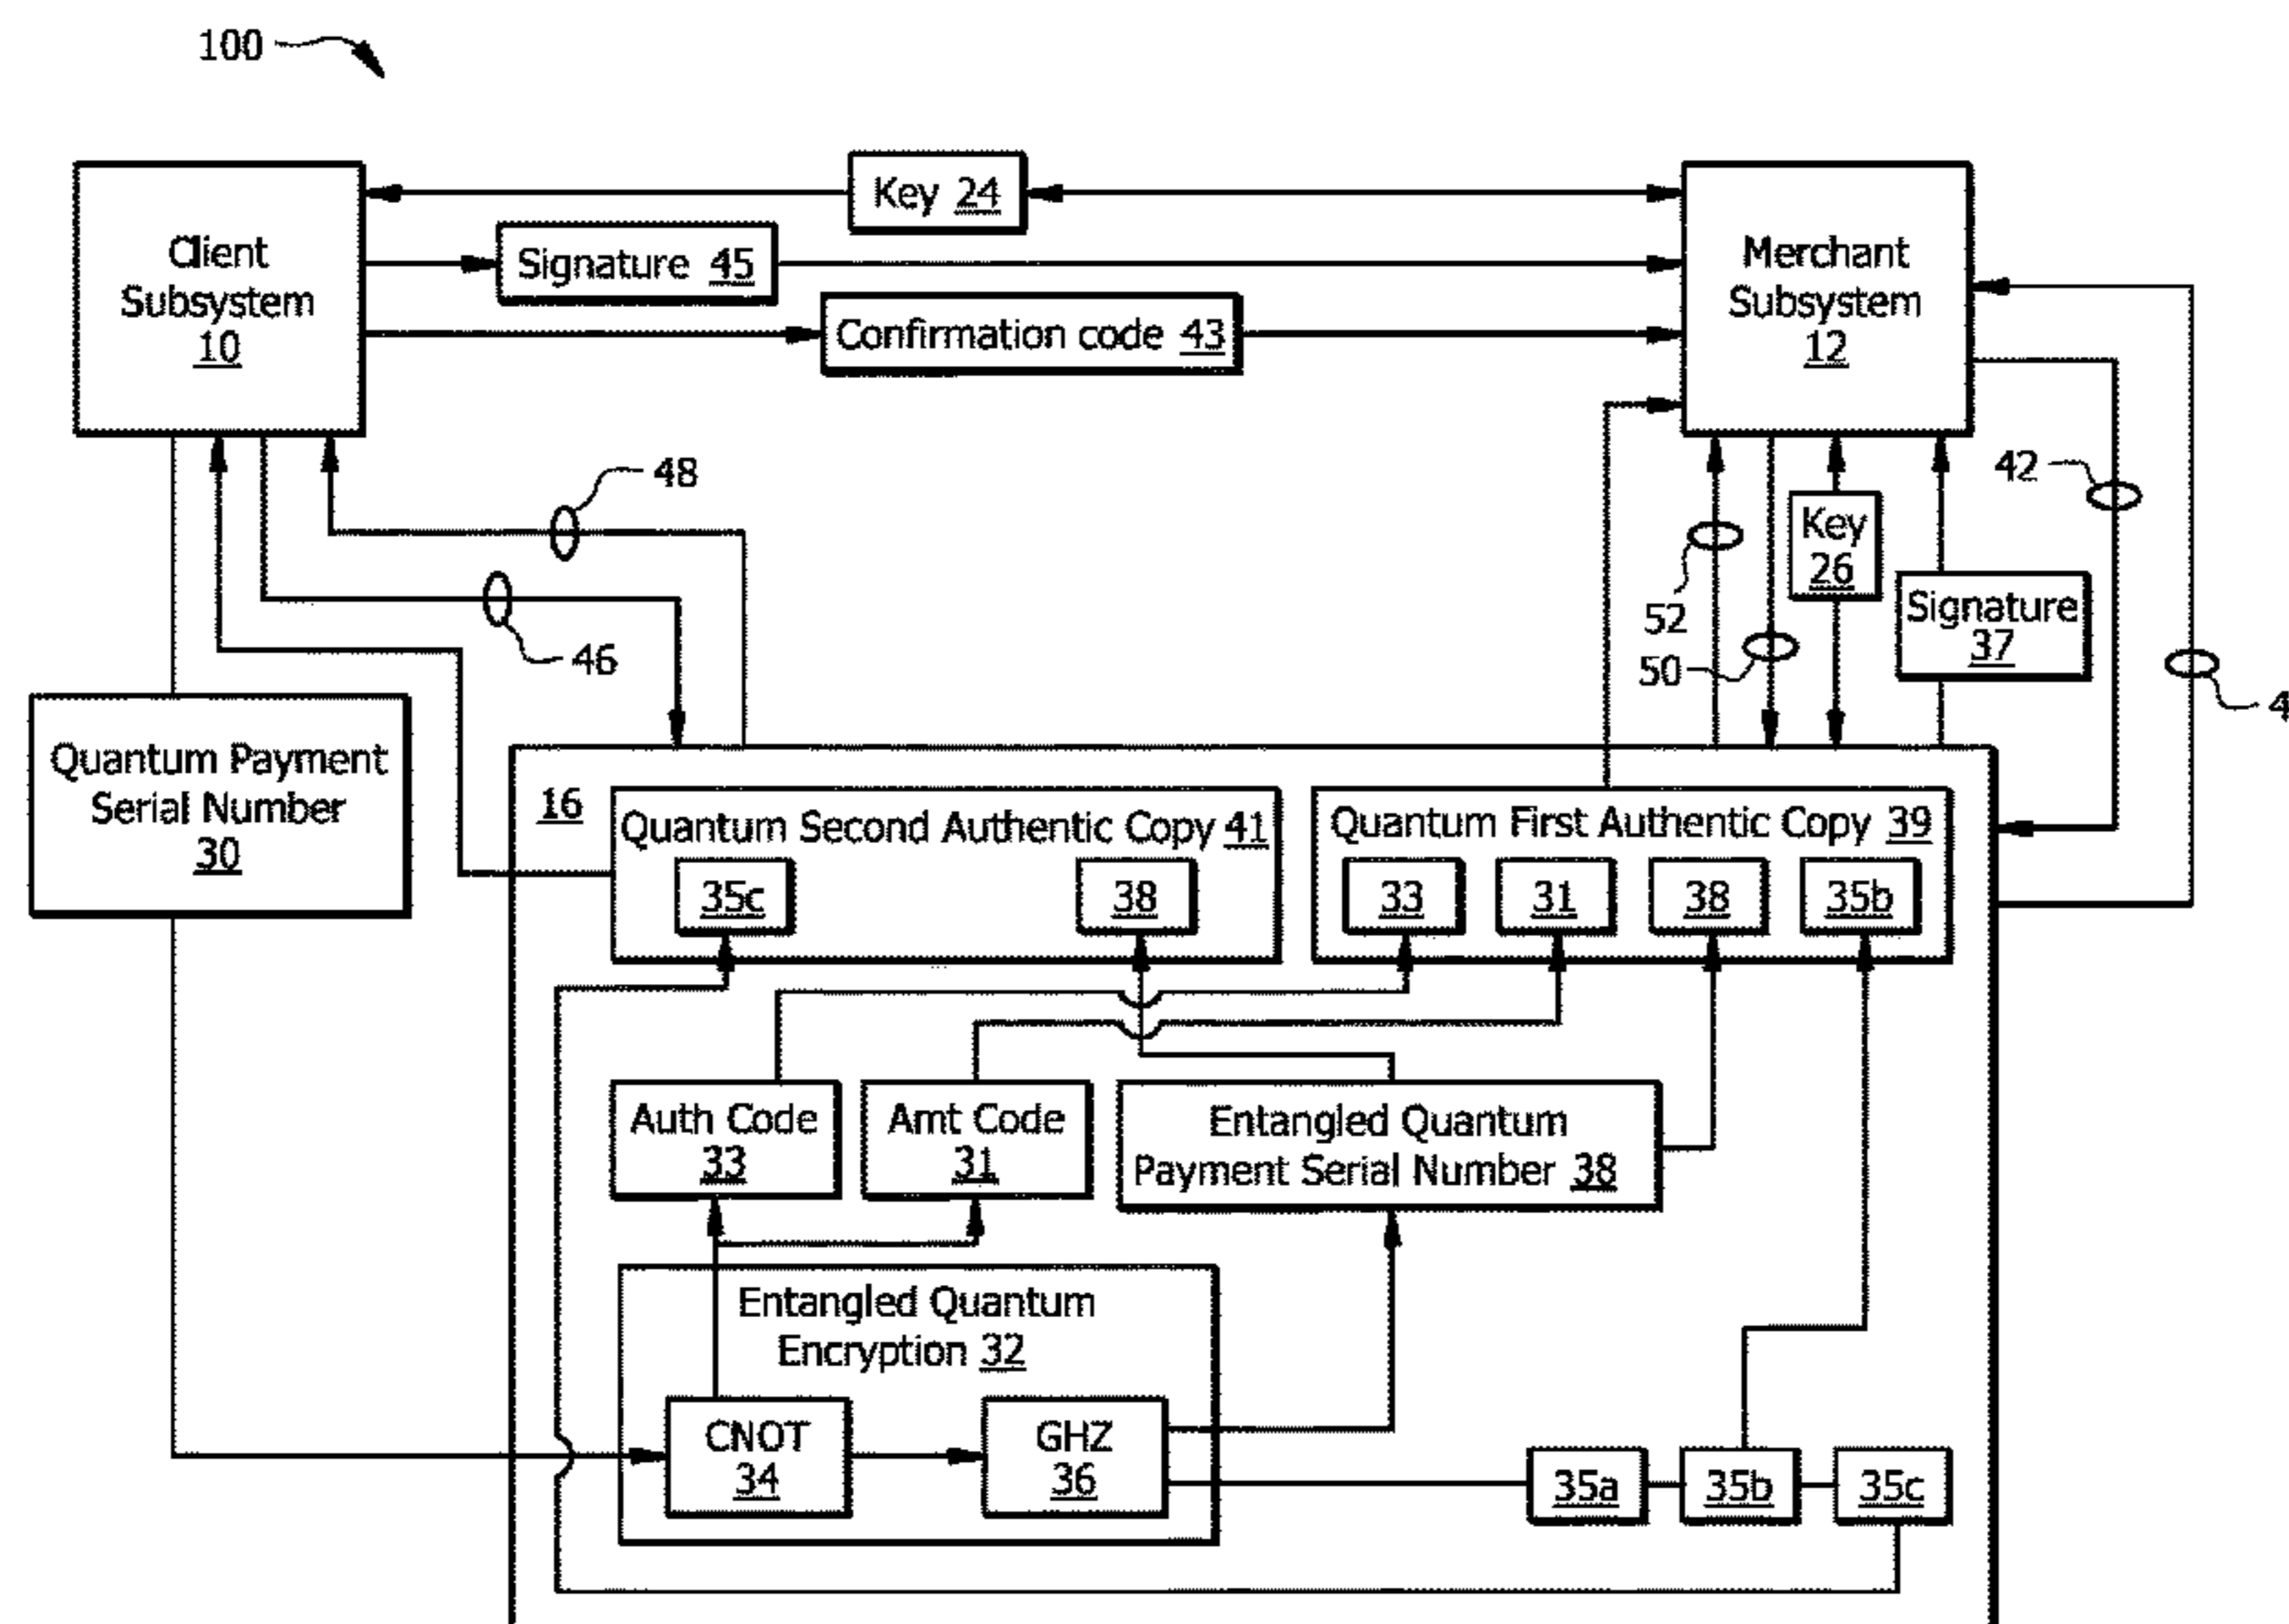 100
Key 24
Client
Subsystem
10
Signature 45
Merchant
Subsystem
12
Confirmation code 43
48
42
Key
26
46
52
50
Signature
37
4
Quantum Payment
Serial Number
30
16
Quantum Second Authentic Copy 41
35c
38
Quantum First Authentic Copy 39
33
31
38
35b
Auth Code
33
Amt Code
31
Entangled Quantum
Payment Serial Number 38
Entangled Quantum
Encryption 32
CNOT
34
GHZ
36
35a
35b
35c